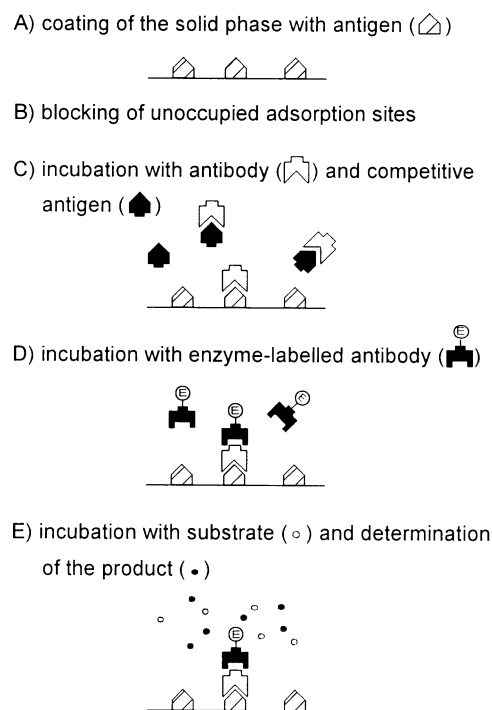 A) coating of the solid phase with antigen ( )
B) blocking of unoccupied adsorption sites
C) incubation with antibody ( ) and competitive
antigen ( )
E
D) incubation with enzyme-labelled antibody ( )
E
E
E
E) incubation with substrate ( ) and determination
of the product ( )
E